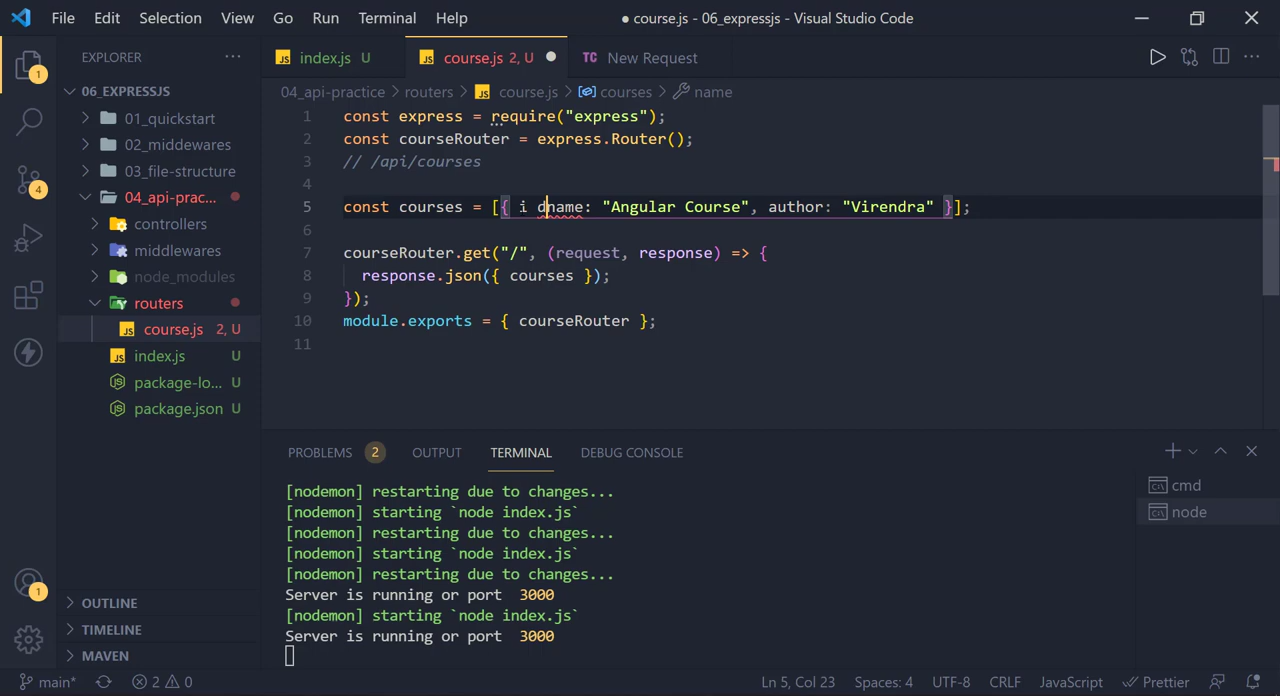 File Edit Selection View Go Run Terminal Help ● course.js - 06_expressjs - Visual Studio Code
EXPLORER ···
index.js U course.js 2, U ● TC New Request
04_api-practice > routers > course.js > courses > name
06_EXPRESSJS
01_quickstart
02_middewares
03_file-structure
04_api-prac...
controllers
middlewares
node_modules
routers
course.js 2, U
index.js U
package-lo... U
package.json U
OUTLINE
TIMELINE
MAVEN
1 const express = require("express");
2 const courseRouter = express.Router();
3 // /api/courses
4
5 const courses = [{ i dname: "Angular Course", author: "Virendra" }];
6
7 courseRouter.get("/", (request, response) => {
8 response.json({ courses });
9 });
10 module.exports = { courseRouter };
11
PROBLEMS 2 OUTPUT TERMINAL DEBUG CONSOLE
[nodemon] restarting due to changes...
[nodemon] starting `node index.js`
[nodemon] restarting due to changes...
[nodemon] starting `node index.js`
[nodemon] restarting due to changes...
Server is running or port 3000
[nodemon] starting `node index.js`
Server is running or port 3000
cmd
node
1
4
1
main* 2 0 Ln 5, Col 23 Spaces: 4 UTF-8 CRLF JavaScript Prettier